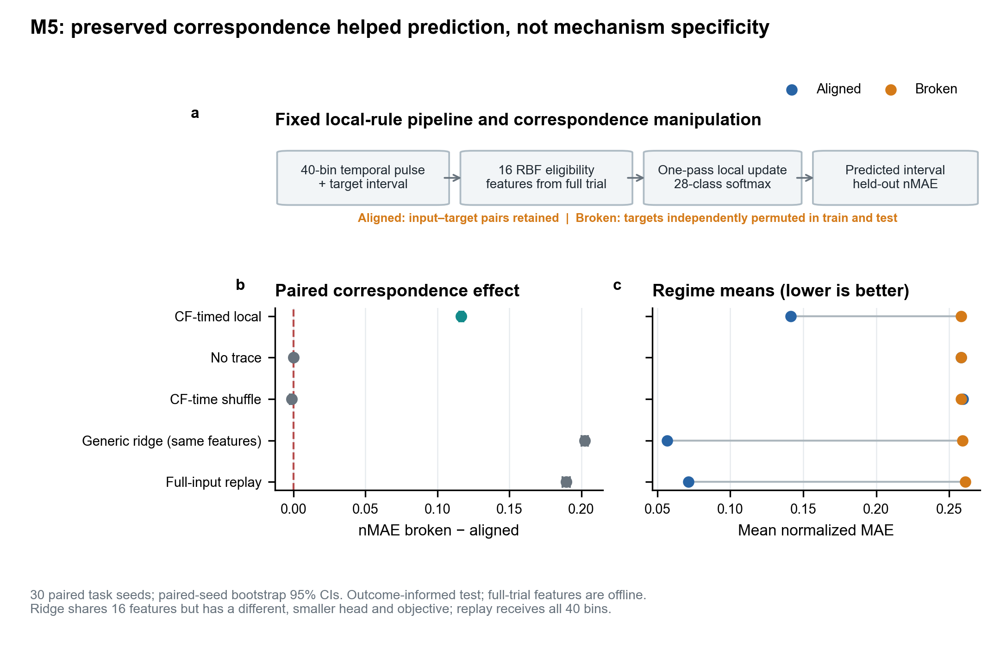 M5: preserved correspondence helped prediction, not mechanism specificity
Aligned
Broken
a
Fixed local-rule pipeline and correspondence manipulation
40-bin temporal pulse
+ target interval
16 RBF eligibility
features from full trial
One-pass local update
28-class softmax
Predicted interval
held-out nMAE
Aligned: input–target pairs retained | Broken: targets independently permuted in train and test
b
Paired correspondence effect
CF-timed local
No trace
CF-time shuffle
Generic ridge (same features)
Full-input replay
0.00
0.05
0.10
0.15
0.20
nMAE broken − aligned
c
Regime means (lower is better)
0.05
0.10
0.15
0.20
0.25
Mean normalized MAE
30 paired task seeds; paired-seed bootstrap 95% CIs. Outcome-informed test; full-trial features are offline.
Ridge shares 16 features but has a different, smaller head and objective; replay receives all 40 bins.